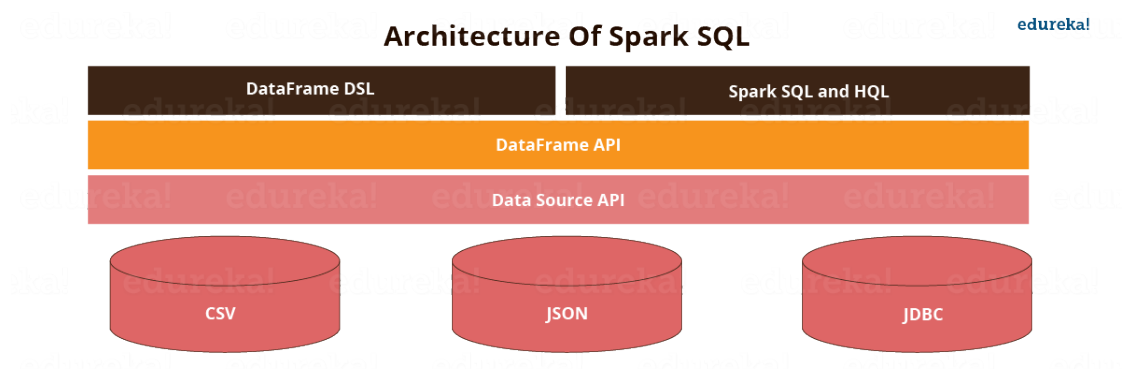 edureka!
Architecture Of Spark SQL
DataFrame DSL
Spark SQL and HQL
DataFrame API
Data Source API
CSV
JSON
JDBC